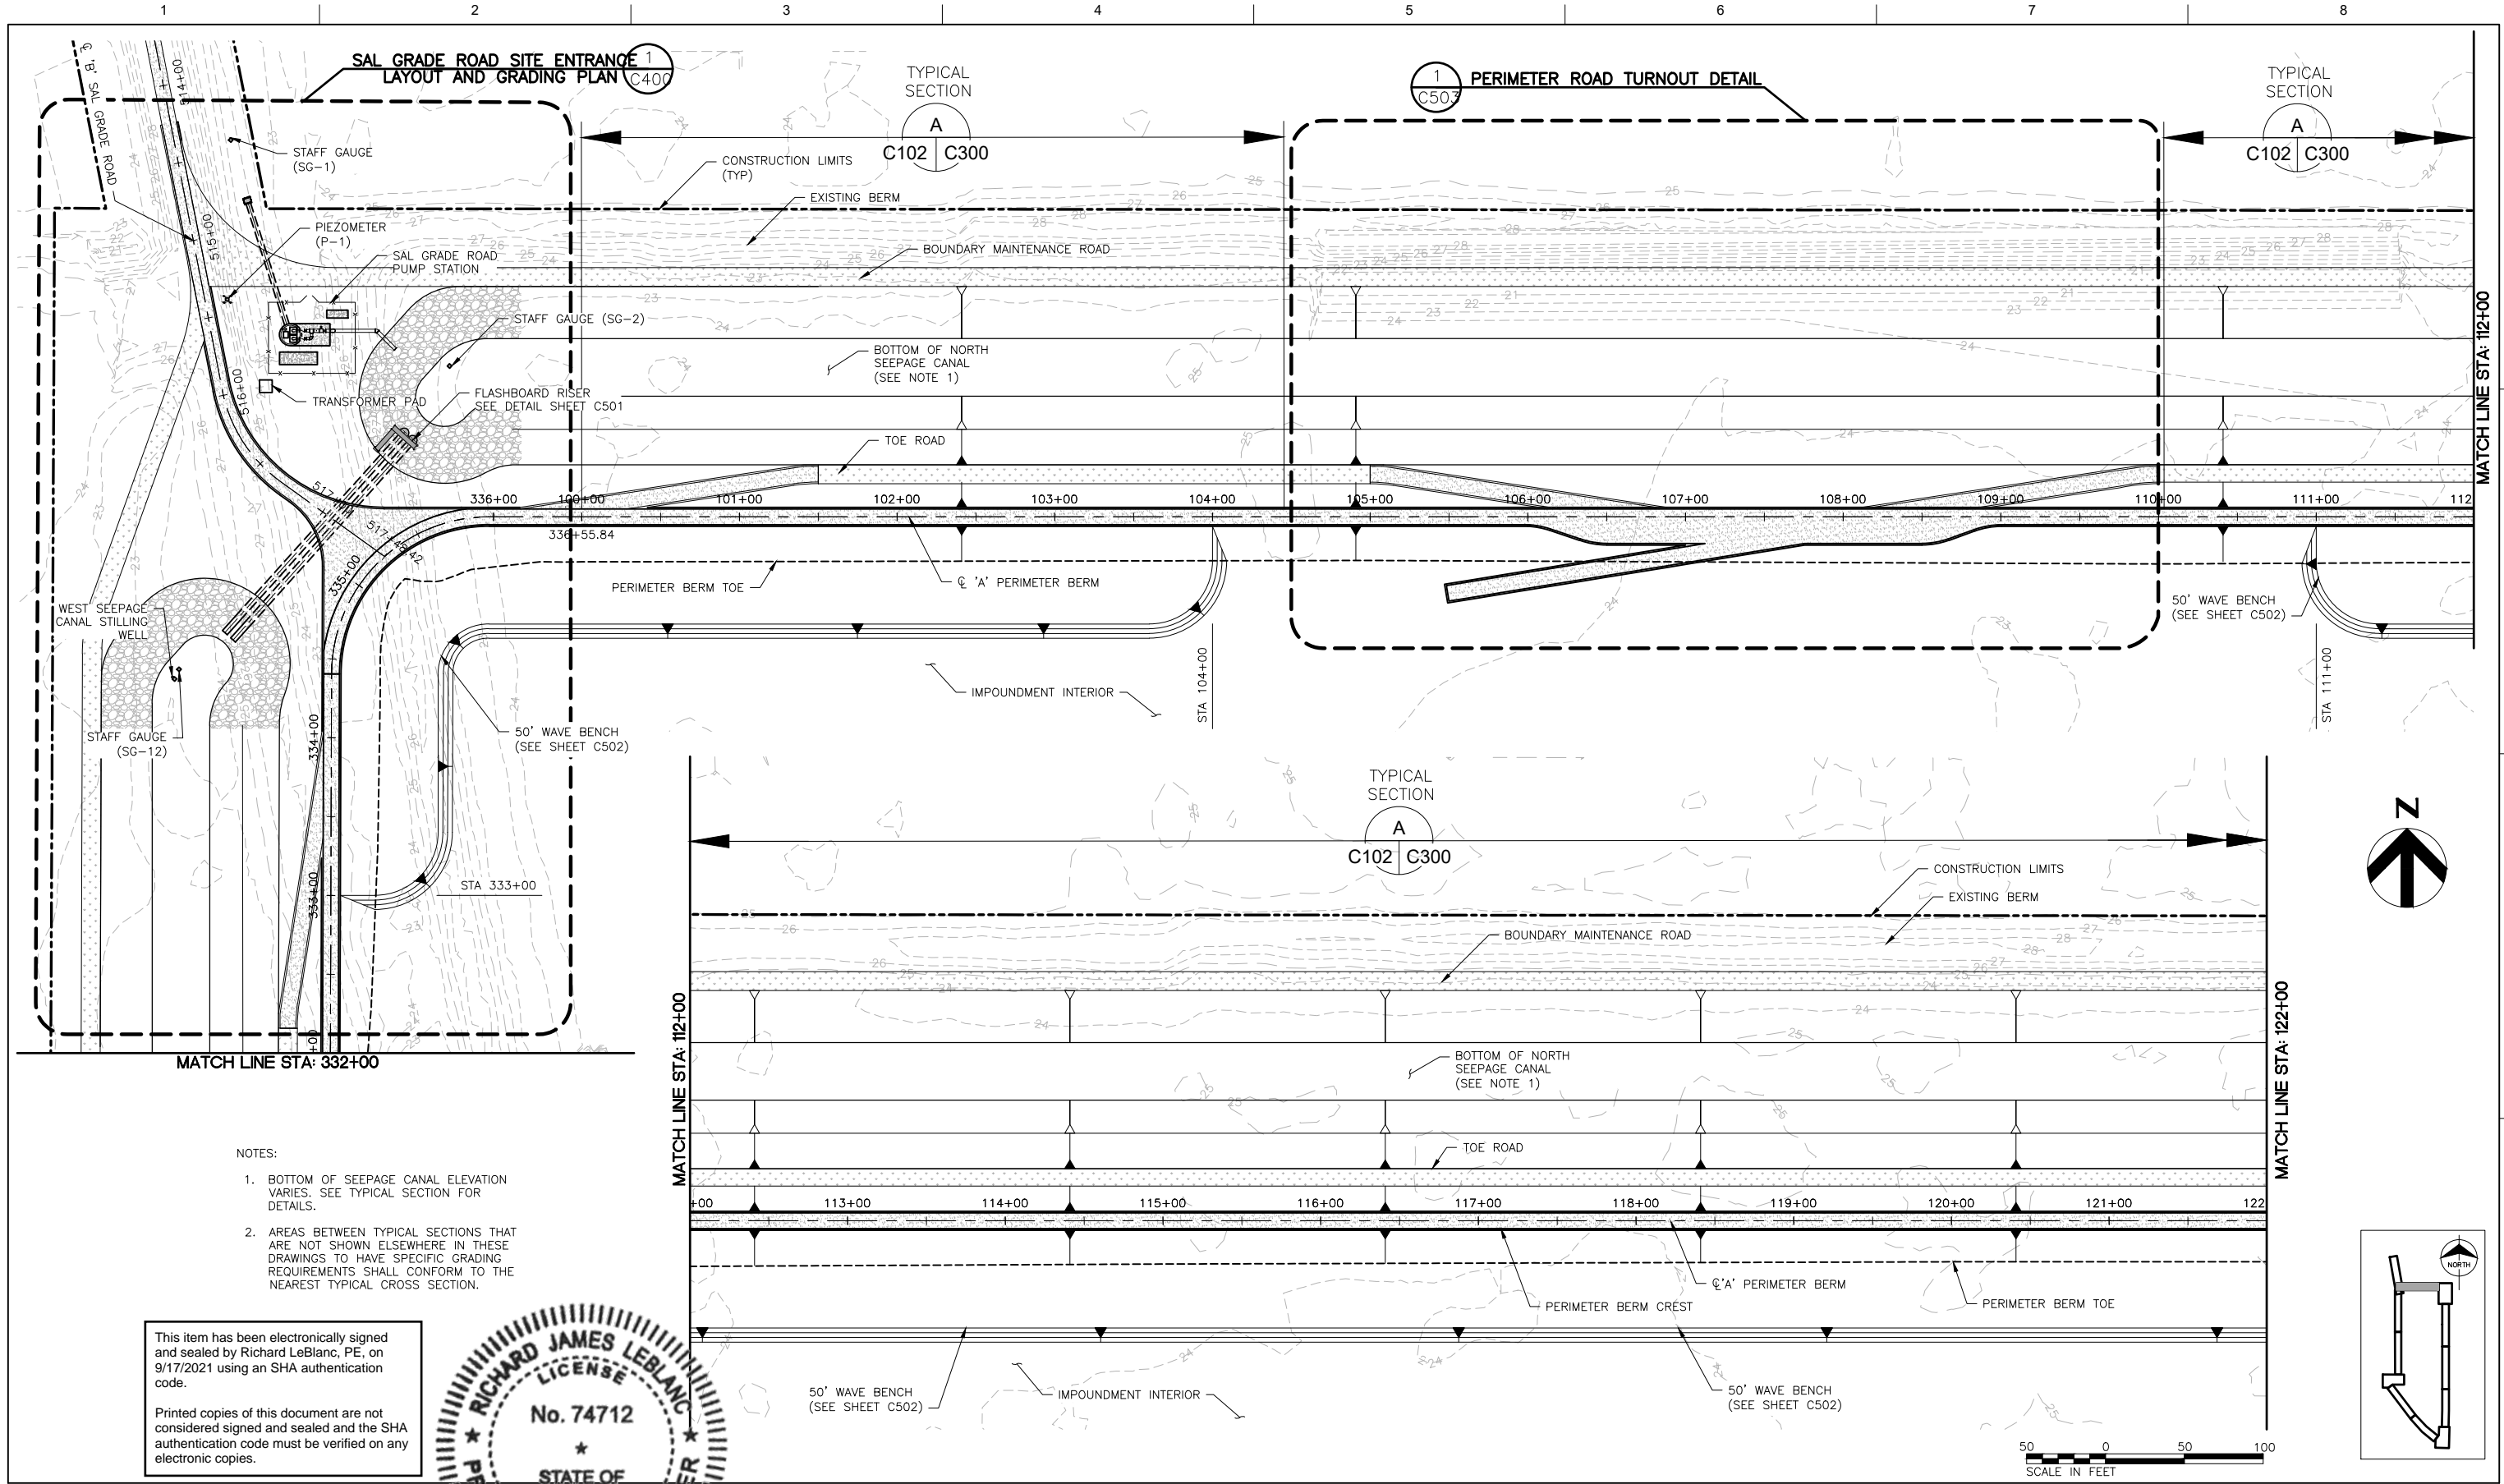 1
2
3
4
5
6
7
8
SAL GRADE ROAD SITE ENTRANCE
LAYOUT AND GRADING PLAN
1
C400
TYPICAL
SECTION
A
C102
C300
1
C503
PERIMETER ROAD TURNOUT DETAIL
TYPICAL
SECTION
A
C102
C300
℄ 'B' SAL GRADE ROAD
514+00
515+00
516+00
STAFF GAUGE
(SG-1)
PIEZOMETER
(P-1)
SAL GRADE ROAD
PUMP STATION
TRANSFORMER PAD
STAFF GAUGE (SG-2)
FLASHBOARD RISER
SEE DETAIL SHEET C501
CONSTRUCTION LIMITS
(TYP)
EXISTING BERM
BOUNDARY MAINTENANCE ROAD
BOTTOM OF NORTH
SEEPAGE CANAL
(SEE NOTE 1)
TOE ROAD
336+00
100+00
101+00
102+00
103+00
104+00
105+00
106+00
107+00
108+00
109+00
110+00
111+00
112
MATCH LINE STA: 112+00
517+48.42
336+55.84
335+00
334+00
333+00
+00
PERIMETER BERM TOE
℄ 'A' PERIMETER BERM
WEST SEEPAGE
CANAL STILLING
WELL
STAFF GAUGE
(SG-12)
50' WAVE BENCH
(SEE SHEET C502)
IMPOUNDMENT INTERIOR
STA 104+00
50' WAVE BENCH
(SEE SHEET C502)
STA 111+00
STA 333+00
MATCH LINE STA: 332+00
TYPICAL
SECTION
A
C102
C300
CONSTRUCTION LIMITS
EXISTING BERM
BOUNDARY MAINTENANCE ROAD
MATCH LINE STA: 112+00
MATCH LINE STA: 122+00
BOTTOM OF NORTH
SEEPAGE CANAL
(SEE NOTE 1)
TOE ROAD
+00
113+00
114+00
115+00
116+00
117+00
118+00
119+00
120+00
121+00
122
℄'A' PERIMETER BERM
PERIMETER BERM CREST
PERIMETER BERM TOE
50' WAVE BENCH
(SEE SHEET C502)
IMPOUNDMENT INTERIOR
50' WAVE BENCH
(SEE SHEET C502)
N
NORTH
50
0
50
100
SCALE IN FEET
NOTES:
1. BOTTOM OF SEEPAGE CANAL ELEVATION
VARIES. SEE TYPICAL SECTION FOR
DETAILS.
2. AREAS BETWEEN TYPICAL SECTIONS THAT
ARE NOT SHOWN ELSEWHERE IN THESE
DRAWINGS TO HAVE SPECIFIC GRADING
REQUIREMENTS SHALL CONFORM TO THE
NEAREST TYPICAL CROSS SECTION.
This item has been electronically signed
and sealed by Richard LeBlanc, PE, on
9/17/2021 using an SHA authentication
code.
Printed copies of this document are not
considered signed and sealed and the SHA
authentication code must be verified on any
electronic copies.
RICHARD JAMES LEBLANC
LICENSE
No. 74712
STATE OF